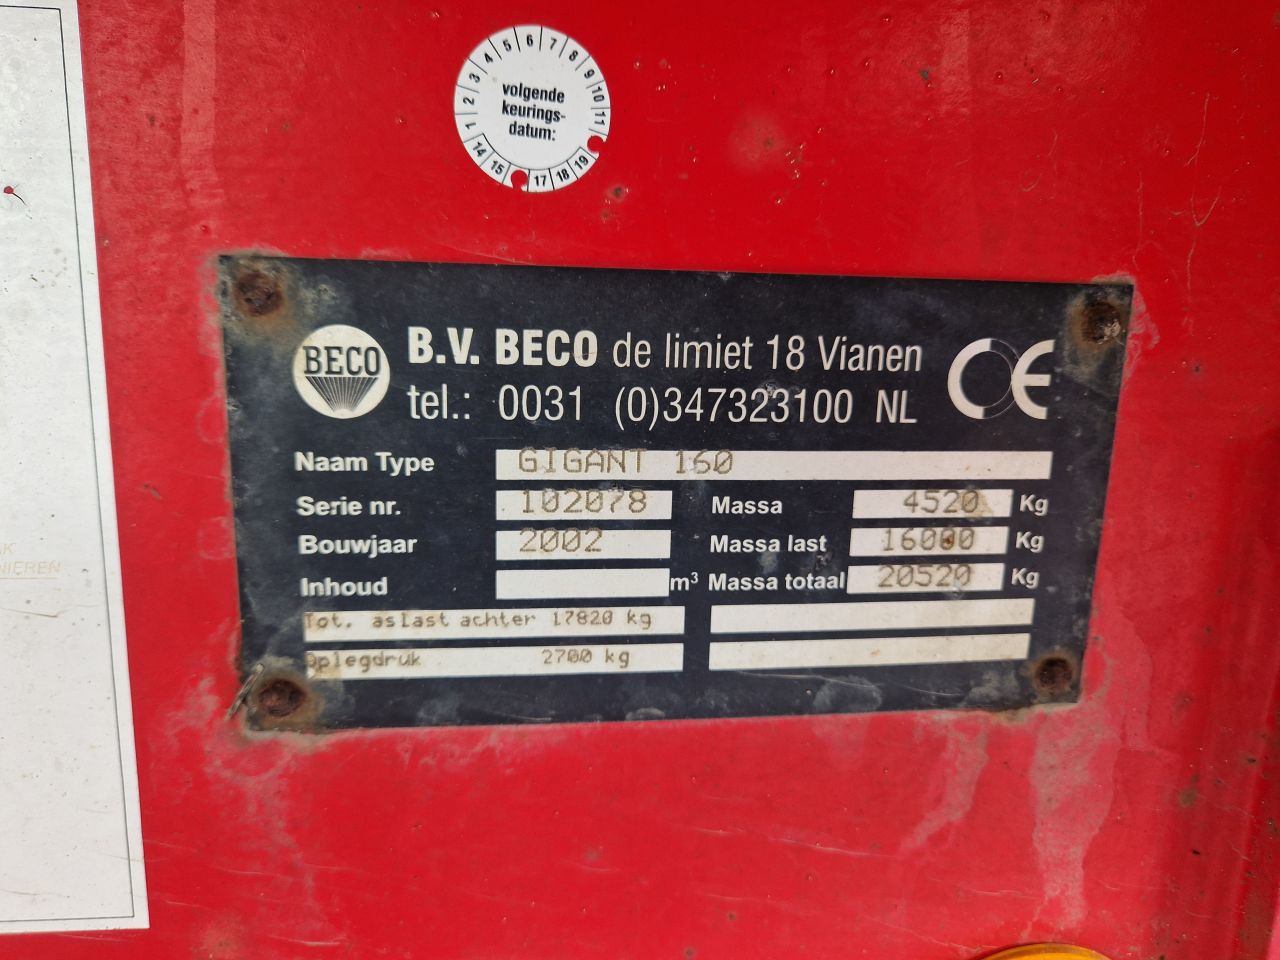 1 2 3 4 5 6 7 8 9 10 11
volgende
keurings-
datum:
14 15 17 18 19
BECO
B.V. BECO de limiet 18 Vianen
tel.: 0031 (0)347323100 NL
CE
Naam Type GIGANT 160
Serie nr. 102078 Massa 4520 Kg
Bouwjaar 2002 Massa last 16000 Kg
Inhoud m³ Massa totaal 20520 Kg
Tot. aslast achter 17820 kg
Oplegdruk 2700 kg
NIEREN